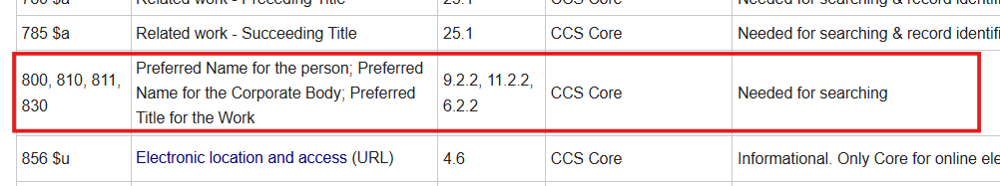 780 $a Related work - Preceding Title 25.1 CCS Core Needed for searching & record identifi
785 $a Related work - Succeeding Title 25.1 CCS Core Needed for searching & record identifi
800, 810, 811, Preferred Name for the person; Preferred 9.2.2, 11.2.2, CCS Core Needed for searching
830 Name for the Corporate Body; Preferred 6.2.2
Title for the Work
856 $u Electronic location and access (URL) 4.6 CCS Core Informational. Only Core for online ele